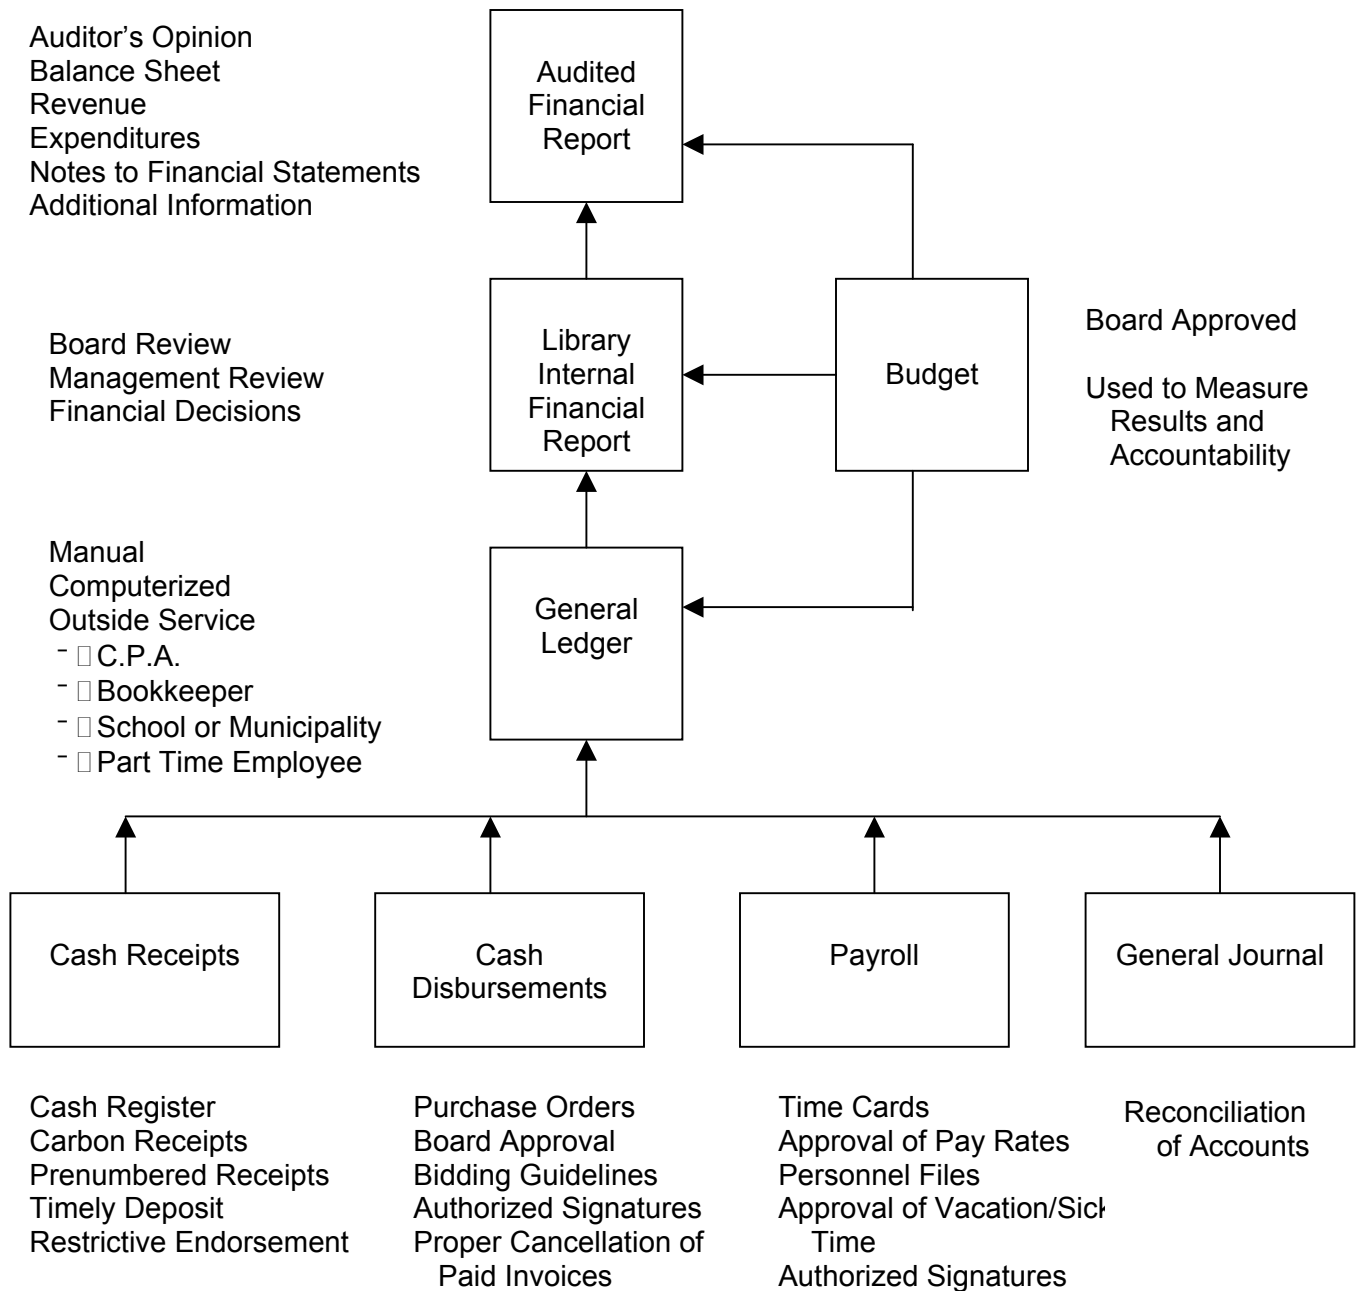 Auditor’s Opinion
Balance Sheet
Revenue
Expenditures
Notes to Financial Statements
Additional Information
Audited
Financial
Report
Board Review
Management Review
Financial Decisions
Library
Internal
Financial
Report
Budget
Board Approved
Used to Measure
Results and
Accountability
Manual
Computerized
Outside Service
- C.P.A.
- Bookkeeper
- School or Municipality
- Part Time Employee
General
Ledger
Cash Receipts
Cash
Disbursements
Payroll
General Journal
Cash Register
Carbon Receipts
Prenumbered Receipts
Timely Deposit
Restrictive Endorsement
Purchase Orders
Board Approval
Bidding Guidelines
Authorized Signatures
Proper Cancellation of
Paid Invoices
Time Cards
Approval of Pay Rates
Personnel Files
Approval of Vacation/Sick
Time
Authorized Signatures
Reconciliation
of Accounts